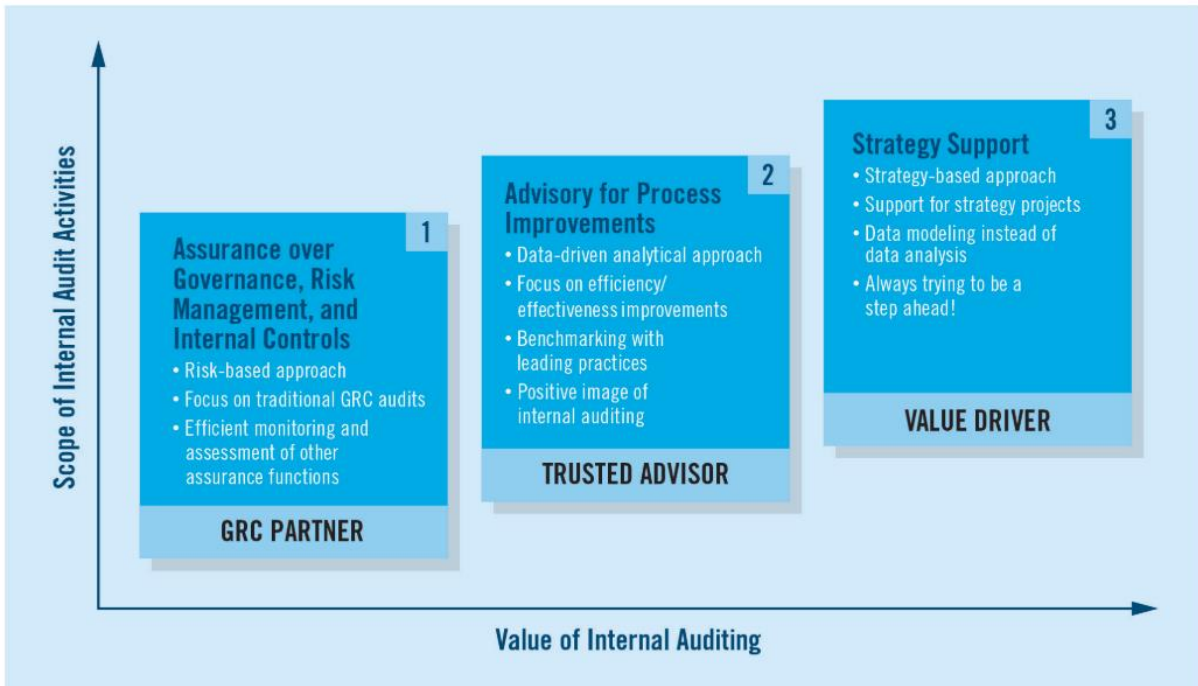 Scope of Internal Audit Activities
1
Assurance over
Governance, Risk
Management, and
Internal Controls
• Risk-based approach
• Focus on traditional GRC audits
• Efficient monitoring and
assessment of other
assurance functions
GRC PARTNER
2
Advisory for Process
Improvements
• Data-driven analytical approach
• Focus on efficiency/
effectiveness improvements
• Benchmarking with
leading practices
• Positive image of
internal auditing
TRUSTED ADVISOR
3
Strategy Support
• Strategy-based approach
• Support for strategy projects
• Data modeling instead of
data analysis
• Always trying to be a
step ahead!
VALUE DRIVER
Value of Internal Auditing